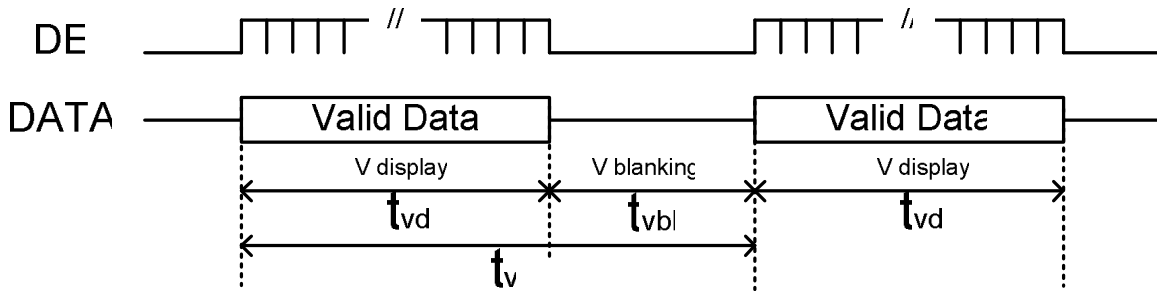 DE // //
DATA Valid Data Valid Data
V display V blanking V display
tvd tvbl tvd
tv